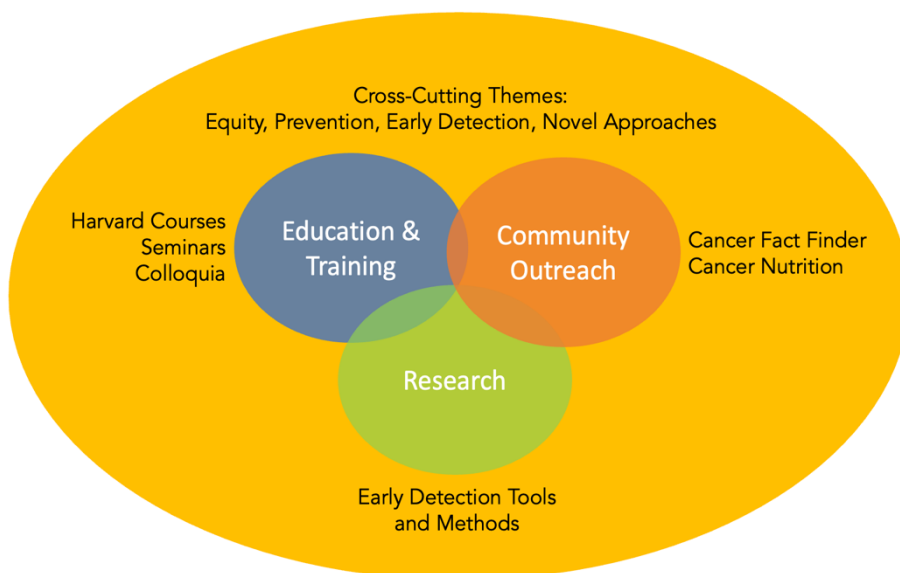 Cross-Cutting Themes:
Equity, Prevention, Early Detection, Novel Approaches
Harvard Courses
Seminars
Colloquia
Education &
Training
Community
Outreach
Cancer Fact Finder
Cancer Nutrition
Research
Early Detection Tools
and Methods